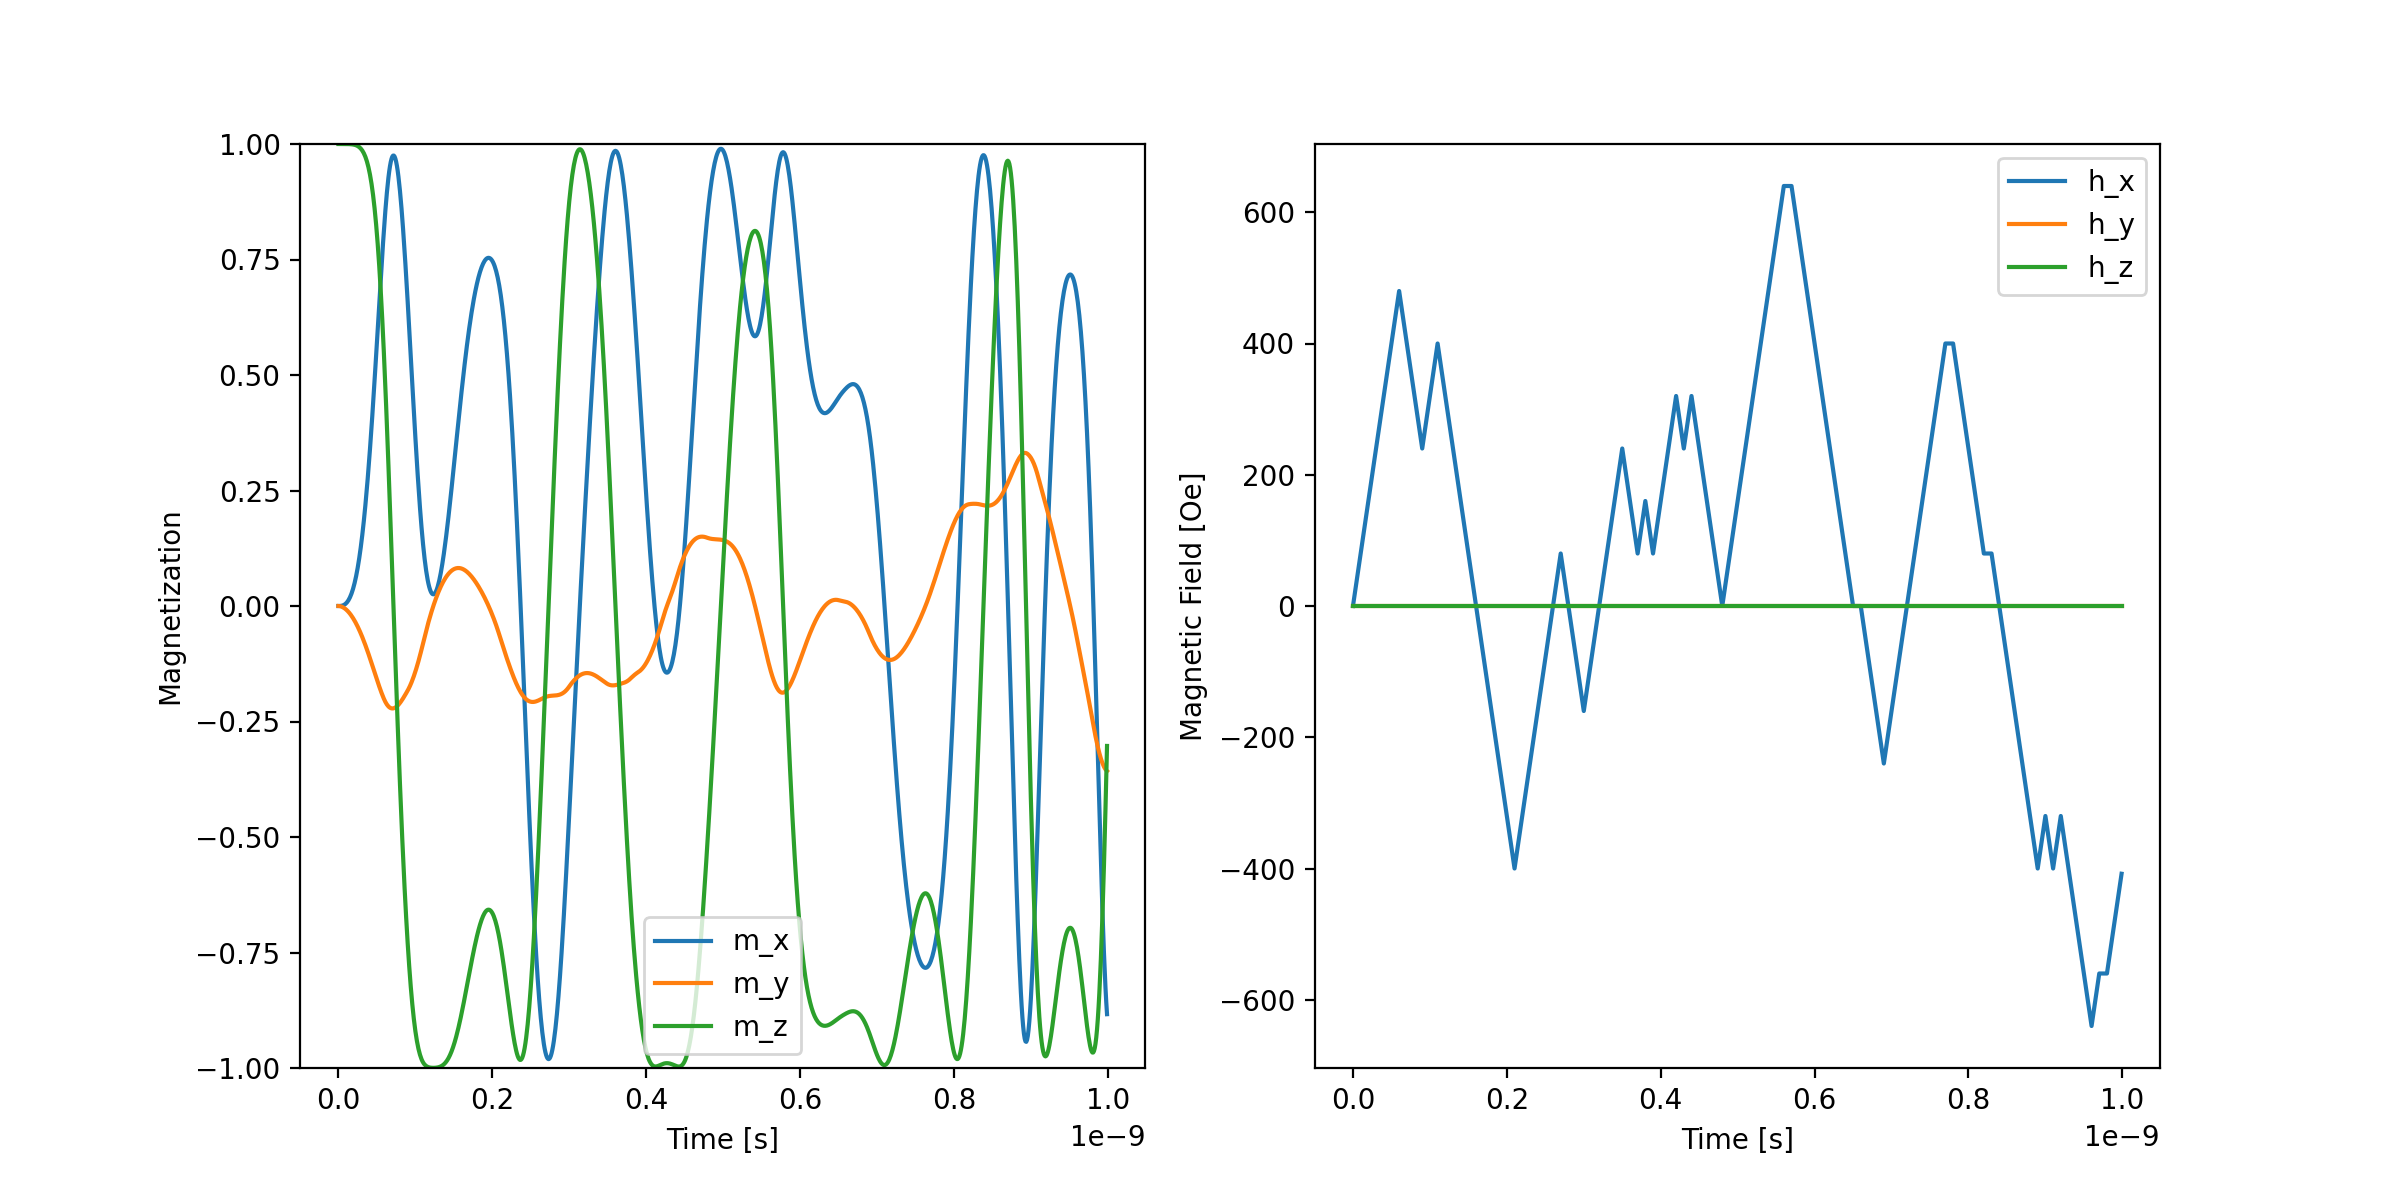 1.00
0.75
0.50
0.25
0.00
−0.25
−0.50
−0.75
−1.00
Magnetization
m_x
m_y
m_z
0.0 0.2 0.4 0.6 0.8 1.0
Time [s]
1e−9
600
400
200
0
−200
−400
−600
Magnetic Field [Oe]
h_x
h_y
h_z
0.0 0.2 0.4 0.6 0.8 1.0
Time [s]
1e−9